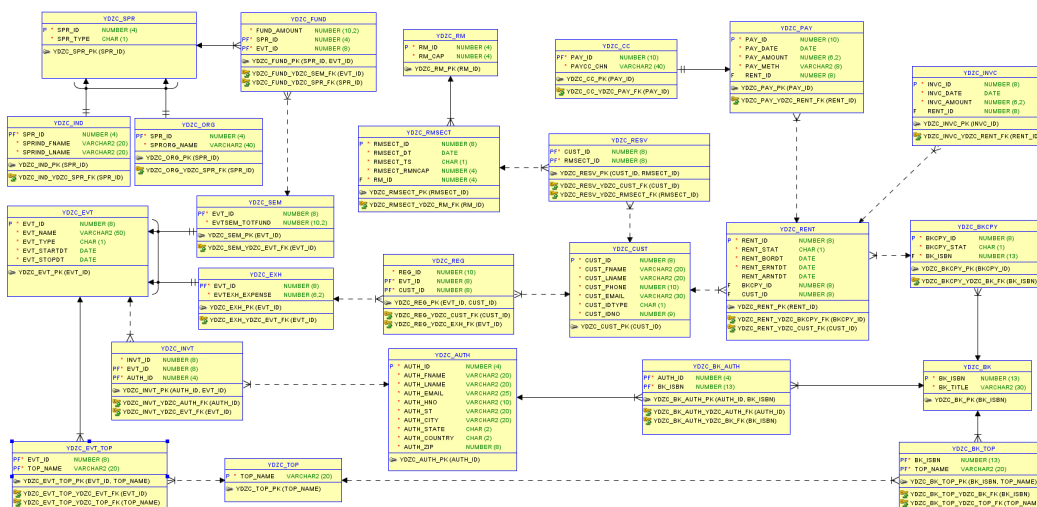 YDZC_SPR
P * SPR_ID NUMBER (4)
* SPR_TYPE CHAR (1)
YDZC_SPR_PK (SPR_ID)
YDZC_FUND
* FUND_AMOUNT NUMBER (10,2)
PF* SPR_ID NUMBER (4)
PF* EVT_ID NUMBER (8)
YDZC_FUND_PK (SPR_ID, EVT_ID)
YDZC_FUND_YDZC_SEM_FK (EVT_ID)
YDZC_FUND_YDZC_SPR_FK (SPR_ID)
YDZC_RM
P * RM_ID NUMBER (4)
* RM_CAP NUMBER (4)
YDZC_RM_PK (RM_ID)
YDZC_CC
PF* PAY_ID NUMBER (10)
* PAYCC_CHN VARCHAR2 (40)
YDZC_CC_PK (PAY_ID)
YDZC_CC_YDZC_PAY_FK (PAY_ID)
YDZC_PAY
P * PAY_ID NUMBER (10)
* PAY_DATE DATE
* PAY_AMOUNT NUMBER (6,2)
* PAY_METH VARCHAR2 (8)
F RENT_ID NUMBER (8)
YDZC_PAY_PK (PAY_ID)
YDZC_PAY_YDZC_RENT_FK (RENT_ID)
YDZC_INVC
P * INVC_ID NUMBER (8)
* INVC_DATE DATE
* INVC_AMOUNT NUMBER (6,2)
F RENT_ID NUMBER (8)
YDZC_INVC_PK (INVC_ID)
YDZC_INVC_YDZC_RENT_FK (RENT_ID)
YDZC_IND
PF* SPR_ID NUMBER (4)
* SPRIND_FNAME VARCHAR2 (20)
* SPRIND_LNAME VARCHAR2 (20)
YDZC_IND_PK (SPR_ID)
YDZC_IND_YDZC_SPR_FK (SPR_ID)
YDZC_ORG
PF* SPR_ID NUMBER (4)
* SPRORG_NAME VARCHAR2 (40)
YDZC_ORG_PK (SPR_ID)
YDZC_ORG_YDZC_SPR_FK (SPR_ID)
YDZC_RMSECT
P * RMSECT_ID NUMBER (8)
* RMSECT_DT DATE
* RMSECT_TS CHAR (1)
* RMSECT_RMNCAP NUMBER (4)
F * RM_ID NUMBER (4)
YDZC_RMSECT_PK (RMSECT_ID)
YDZC_RMSECT_YDZC_RM_FK (RM_ID)
YDZC_RESV
PF* CUST_ID NUMBER (8)
PF* RMSECT_ID NUMBER (8)
YDZC_RESV_PK (CUST_ID, RMSECT_ID)
YDZC_RESV_YDZC_CUST_FK (CUST_ID)
YDZC_RESV_YDZC_RMSECT_FK (RMSECT_ID)
YDZC_EVT
P * EVT_ID NUMBER (8)
* EVT_NAME VARCHAR2 (50)
* EVT_TYPE CHAR (1)
* EVT_STARTDT DATE
* EVT_STOPDT DATE
YDZC_EVT_PK (EVT_ID)
YDZC_SEM
PF* EVT_ID NUMBER (8)
* EVTSEM_TOTFUND NUMBER (10,2)
YDZC_SEM_PK (EVT_ID)
YDZC_SEM_YDZC_EVT_FK (EVT_ID)
YDZC_EXH
PF* EVT_ID NUMBER (8)
* EVTEXH_EXPENSE NUMBER (6,2)
YDZC_EXH_PK (EVT_ID)
YDZC_EXH_YDZC_EVT_FK (EVT_ID)
YDZC_REG
* REG_ID NUMBER (10)
PF* EVT_ID NUMBER (8)
PF* CUST_ID NUMBER (8)
YDZC_REG_PK (EVT_ID, CUST_ID)
YDZC_REG_YDZC_CUST_FK (CUST_ID)
YDZC_REG_YDZC_EXH_FK (EVT_ID)
YDZC_CUST
P * CUST_ID NUMBER (8)
* CUST_FNAME VARCHAR2 (20)
* CUST_LNAME VARCHAR2 (20)
* CUST_PHONE NUMBER (10)
* CUST_EMAIL VARCHAR2 (30)
* CUST_IDTYPE CHAR (1)
* CUST_IDNO NUMBER (9)
YDZC_CUST_PK (CUST_ID)
YDZC_RENT
P * RENT_ID NUMBER (8)
* RENT_STAT CHAR (1)
* RENT_BORDT DATE
* RENT_ERNTDT DATE
RENT_ARNTDT DATE
F BKCPY_ID NUMBER (8)
F CUST_ID NUMBER (8)
YDZC_RENT_PK (RENT_ID)
YDZC_RENT_YDZC_BKCPY_FK (BKCPY_ID)
YDZC_RENT_YDZC_CUST_FK (CUST_ID)
YDZC_BKCPY
P * BKCPY_ID NUMBER (8)
* BKCPY_STAT CHAR (1)
F * BK_ISBN NUMBER (13)
YDZC_BKCPY_PK (BKCPY_ID)
YDZC_BKCPY_YDZC_BK_FK (BK_ISBN)
YDZC_INVT
* INVT_ID NUMBER (8)
PF* EVT_ID NUMBER (8)
PF* AUTH_ID NUMBER (4)
YDZC_INVT_PK (AUTH_ID, EVT_ID)
YDZC_INVT_YDZC_AUTH_FK (AUTH_ID)
YDZC_INVT_YDZC_EVT_FK (EVT_ID)
YDZC_AUTH
P * AUTH_ID NUMBER (4)
* AUTH_FNAME VARCHAR2 (20)
* AUTH_LNAME VARCHAR2 (20)
* AUTH_EMAIL VARCHAR2 (25)
* AUTH_HNO VARCHAR2 (10)
* AUTH_ST VARCHAR2 (20)
* AUTH_CITY VARCHAR2 (20)
* AUTH_STATE CHAR (2)
* AUTH_COUNTRY CHAR (2)
* AUTH_ZIP NUMBER (8)
YDZC_AUTH_PK (AUTH_ID)
YDZC_BK_AUTH
PF* AUTH_ID NUMBER (4)
PF* BK_ISBN NUMBER (13)
YDZC_BK_AUTH_PK (AUTH_ID, BK_ISBN)
YDZC_BK_AUTH_YDZC_AUTH_FK (AUTH_ID)
YDZC_BK_AUTH_YDZC_BK_FK (BK_ISBN)
YDZC_BK
P * BK_ISBN NUMBER (13)
* BK_TITLE VARCHAR2 (30)
YDZC_BK_PK (BK_ISBN)
YDZC_EVT_TOP
PF* EVT_ID NUMBER (8)
PF* TOP_NAME VARCHAR2 (20)
YDZC_EVT_TOP_PK (EVT_ID, TOP_NAME)
YDZC_EVT_TOP_YDZC_EVT_FK (EVT_ID)
YDZC_EVT_TOP_YDZC_TOP_FK (TOP_NAME)
YDZC_TOP
P * TOP_NAME VARCHAR2 (20)
YDZC_TOP_PK (TOP_NAME)
YDZC_BK_TOP
PF* BK_ISBN NUMBER (13)
PF* TOP_NAME VARCHAR2 (20)
YDZC_BK_TOP_PK (BK_ISBN, TOP_NAME)
YDZC_BK_TOP_YDZC_BK_FK (BK_ISBN)
YDZC_BK_TOP_YDZC_TOP_FK (TOP_NAME)